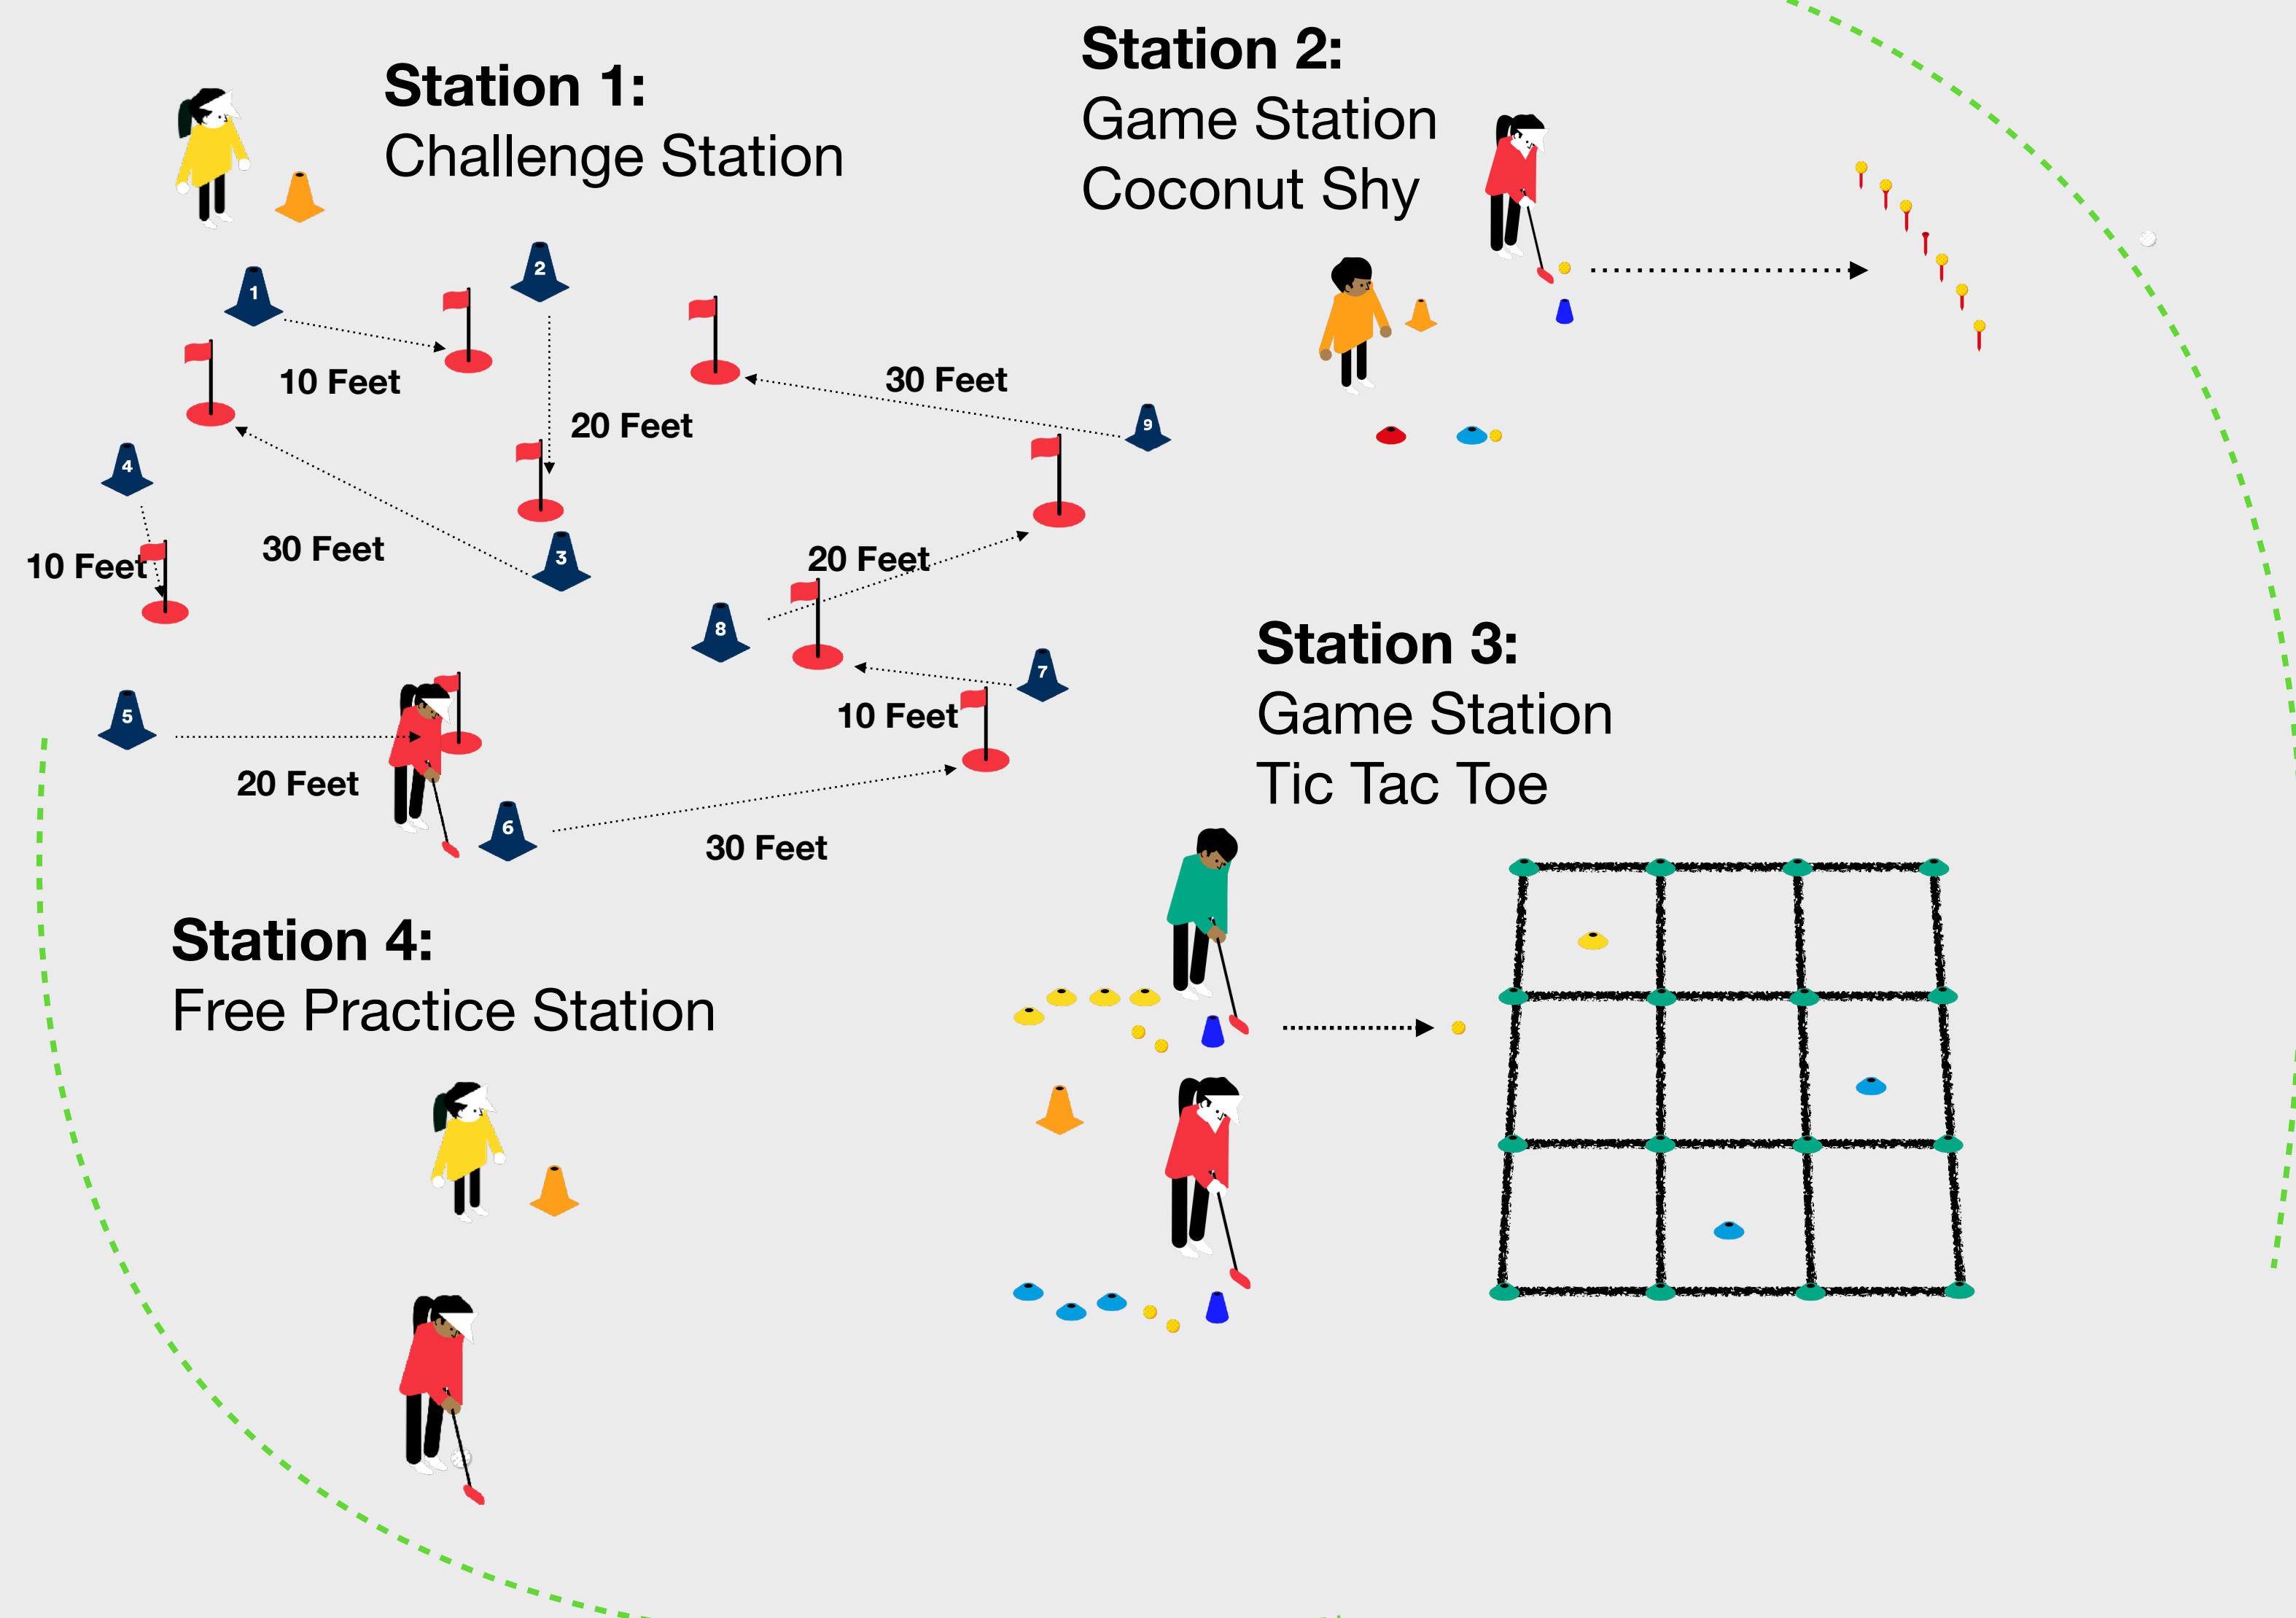 Station 1:
Challenge Station
1
10 Feet
2
20 Feet
3
30 Feet
4
10 Feet
5
20 Feet
6
30 Feet
7
10 Feet
8
20 Feet
9
30 Feet
Station 2:
Game Station
Coconut Shy
Station 3:
Game Station
Tic Tac Toe
Station 4:
Free Practice Station